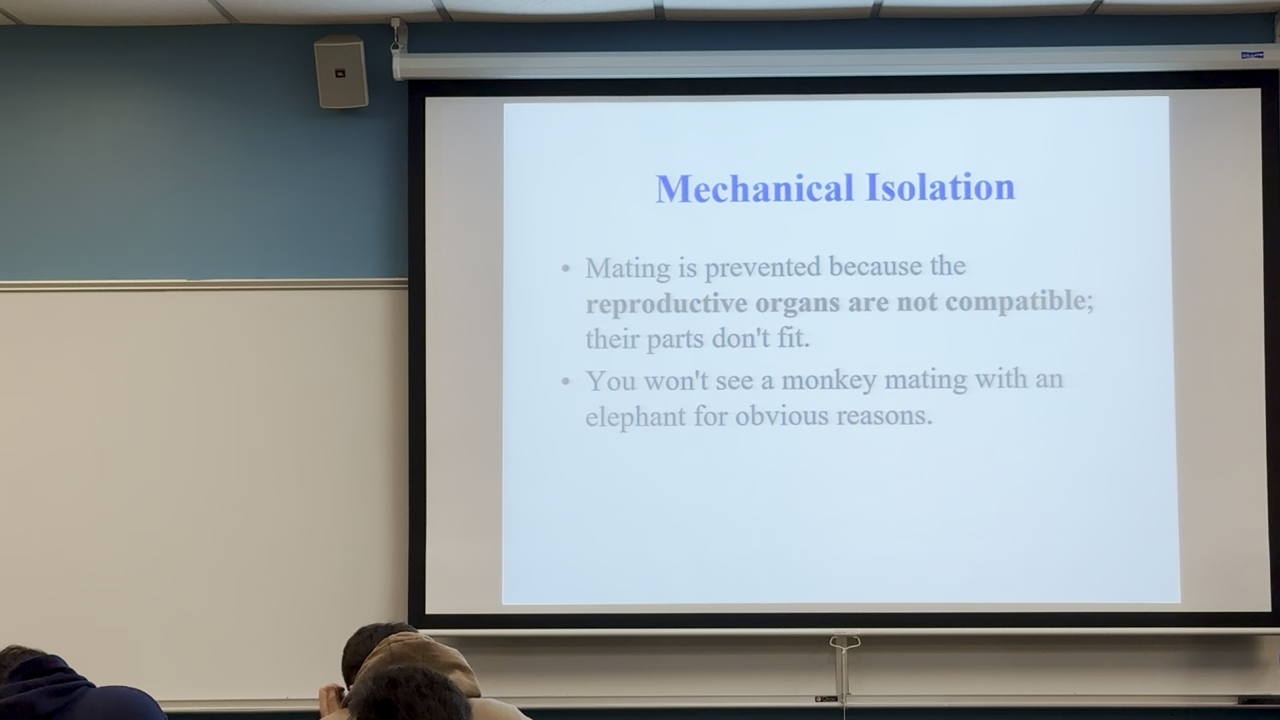 Mechanical Isolation
• Mating is prevented because the
reproductive organs are not compatible;
their parts don't fit.
• You won't see a monkey mating with an
elephant for obvious reasons.